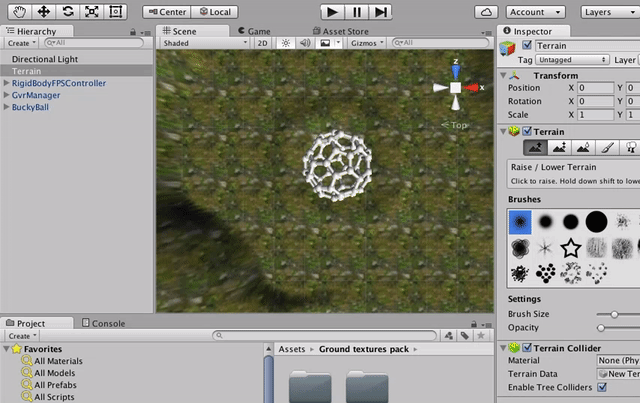 Center Local Account Layers
Hierarchy Scene Game Asset Store Inspector
Create All Shaded 2D Gizmos All Terrain
Directional Light Tag Untagged Layer
Terrain z Transform
RigidBodyFPSController x Position X 0 Y 0
GvrManager Rotation X 0 Y 0
BuckyBall Scale X 1 Y 1
Top
Terrain
Raise / Lower Terrain
Click to raise. Hold down shift to lowe
Brushes
Settings
Brush Size
Opacity
Project Console
Create
Favorites Assets Ground textures pack Terrain Collider
All Materials Material None (Phy
All Models Terrain Data New Ter
All Prefabs Enable Tree Colliders
All Scripts